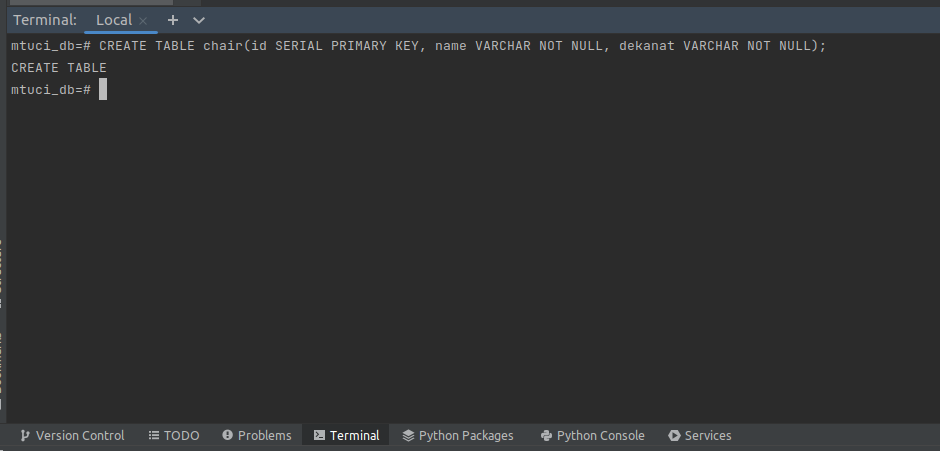 Terminal: Local × + 
mtuci_db=# CREATE TABLE chair(id SERIAL PRIMARY KEY, name VARCHAR NOT NULL, dekanat VARCHAR NOT NULL);
CREATE TABLE
mtuci_db=#
Version Control TODO Problems Terminal Python Packages Python Console Services